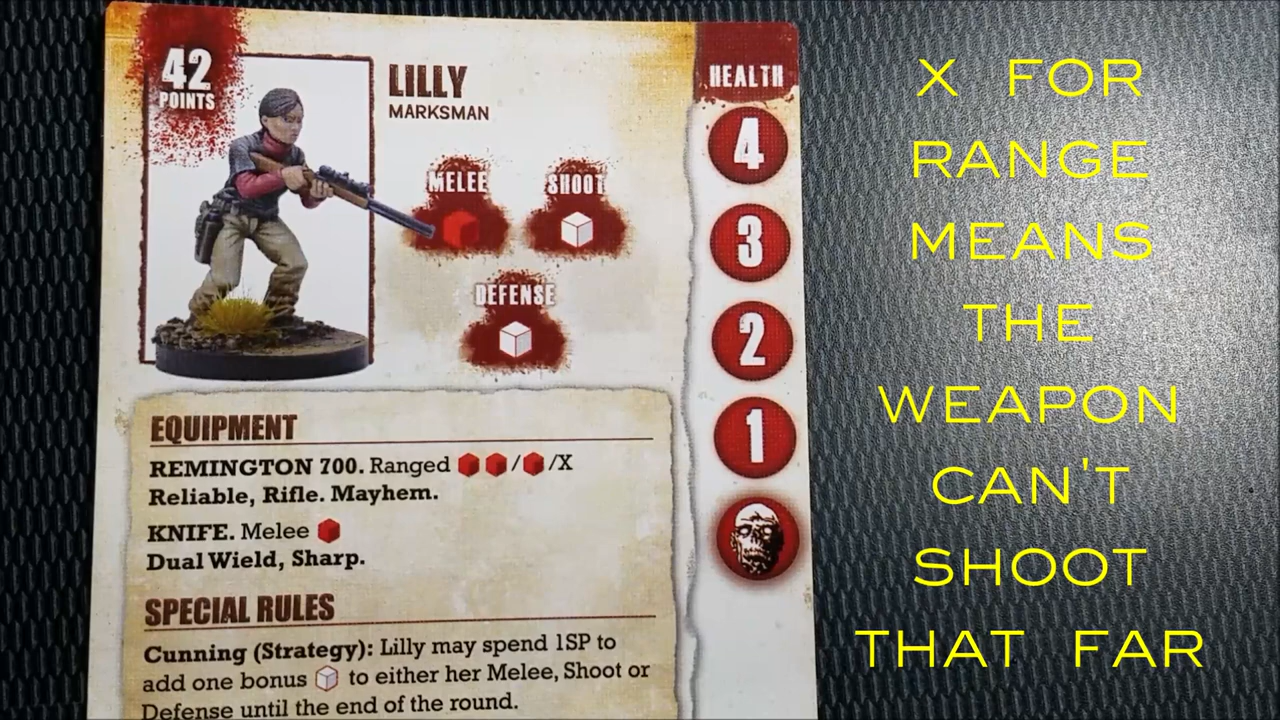 42
POINTS
LILLY
MARKSMAN
MELEE
SHOOT
DEFENSE
HEALTH
4
3
2
1
EQUIPMENT
REMINGTON 700. Ranged / /X
Reliable, Rifle. Mayhem.
KNIFE. Melee
Dual Wield, Sharp.
SPECIAL RULES
Cunning (Strategy): Lilly may spend 1SP to
add one bonus to either her Melee, Shoot or
Defense until the end of the round.
X FOR
RANGE
MEANS
THE
WEAPON
CAN'T
SHOOT
THAT FAR